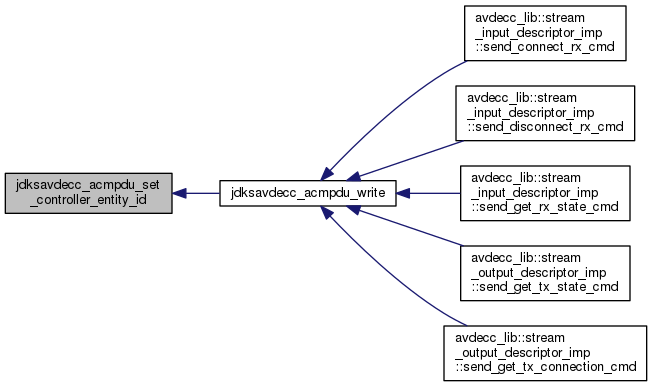 jdksavdecc_acmpdu_set
_controller_entity_id
jdksavdecc_acmpdu_write
avdecc_lib::stream
_input_descriptor_imp
::send_connect_rx_cmd
avdecc_lib::stream
_input_descriptor_imp
::send_disconnect_rx_cmd
avdecc_lib::stream
_input_descriptor_imp
::send_get_rx_state_cmd
avdecc_lib::stream
_output_descriptor_imp
::send_get_tx_state_cmd
avdecc_lib::stream
_output_descriptor_imp
::send_get_tx_connection_cmd